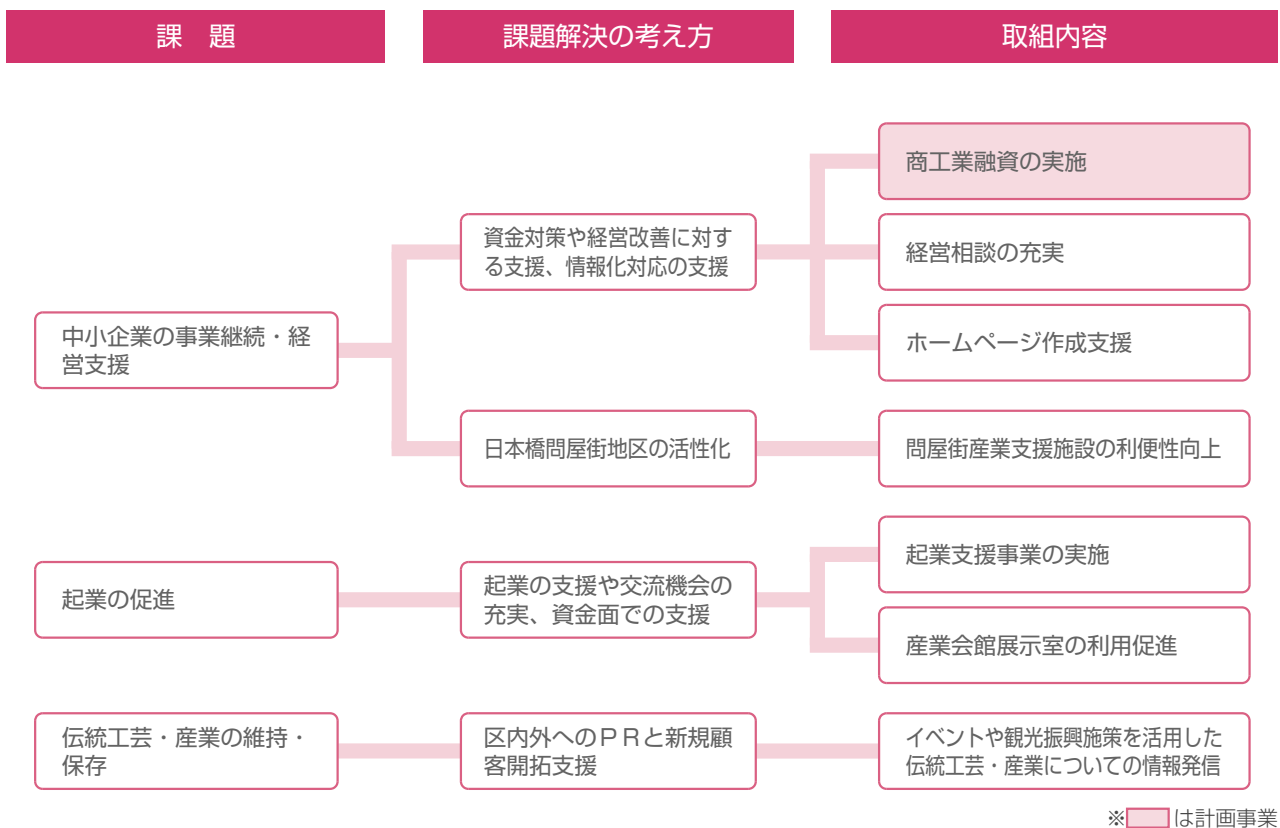 課　題
課題解決の考え方
取組内容
中小企業の事業継続・経
営支援
資金対策や経営改善に対す
る支援、情報化対応の支援
商工業融資の実施
経営相談の充実
ホームページ作成支援
日本橋問屋街地区の活性化
問屋街産業支援施設の利便性向上
起業の促進
起業の支援や交流機会の
充実、資金面での支援
起業支援事業の実施
産業会館展示室の利用促進
伝統工芸・産業の維持・
保存
区内外へのＰＲと新規顧
客開拓支援
イベントや観光振興施策を活用した
伝統工芸・産業についての情報発信
※　は計画事業